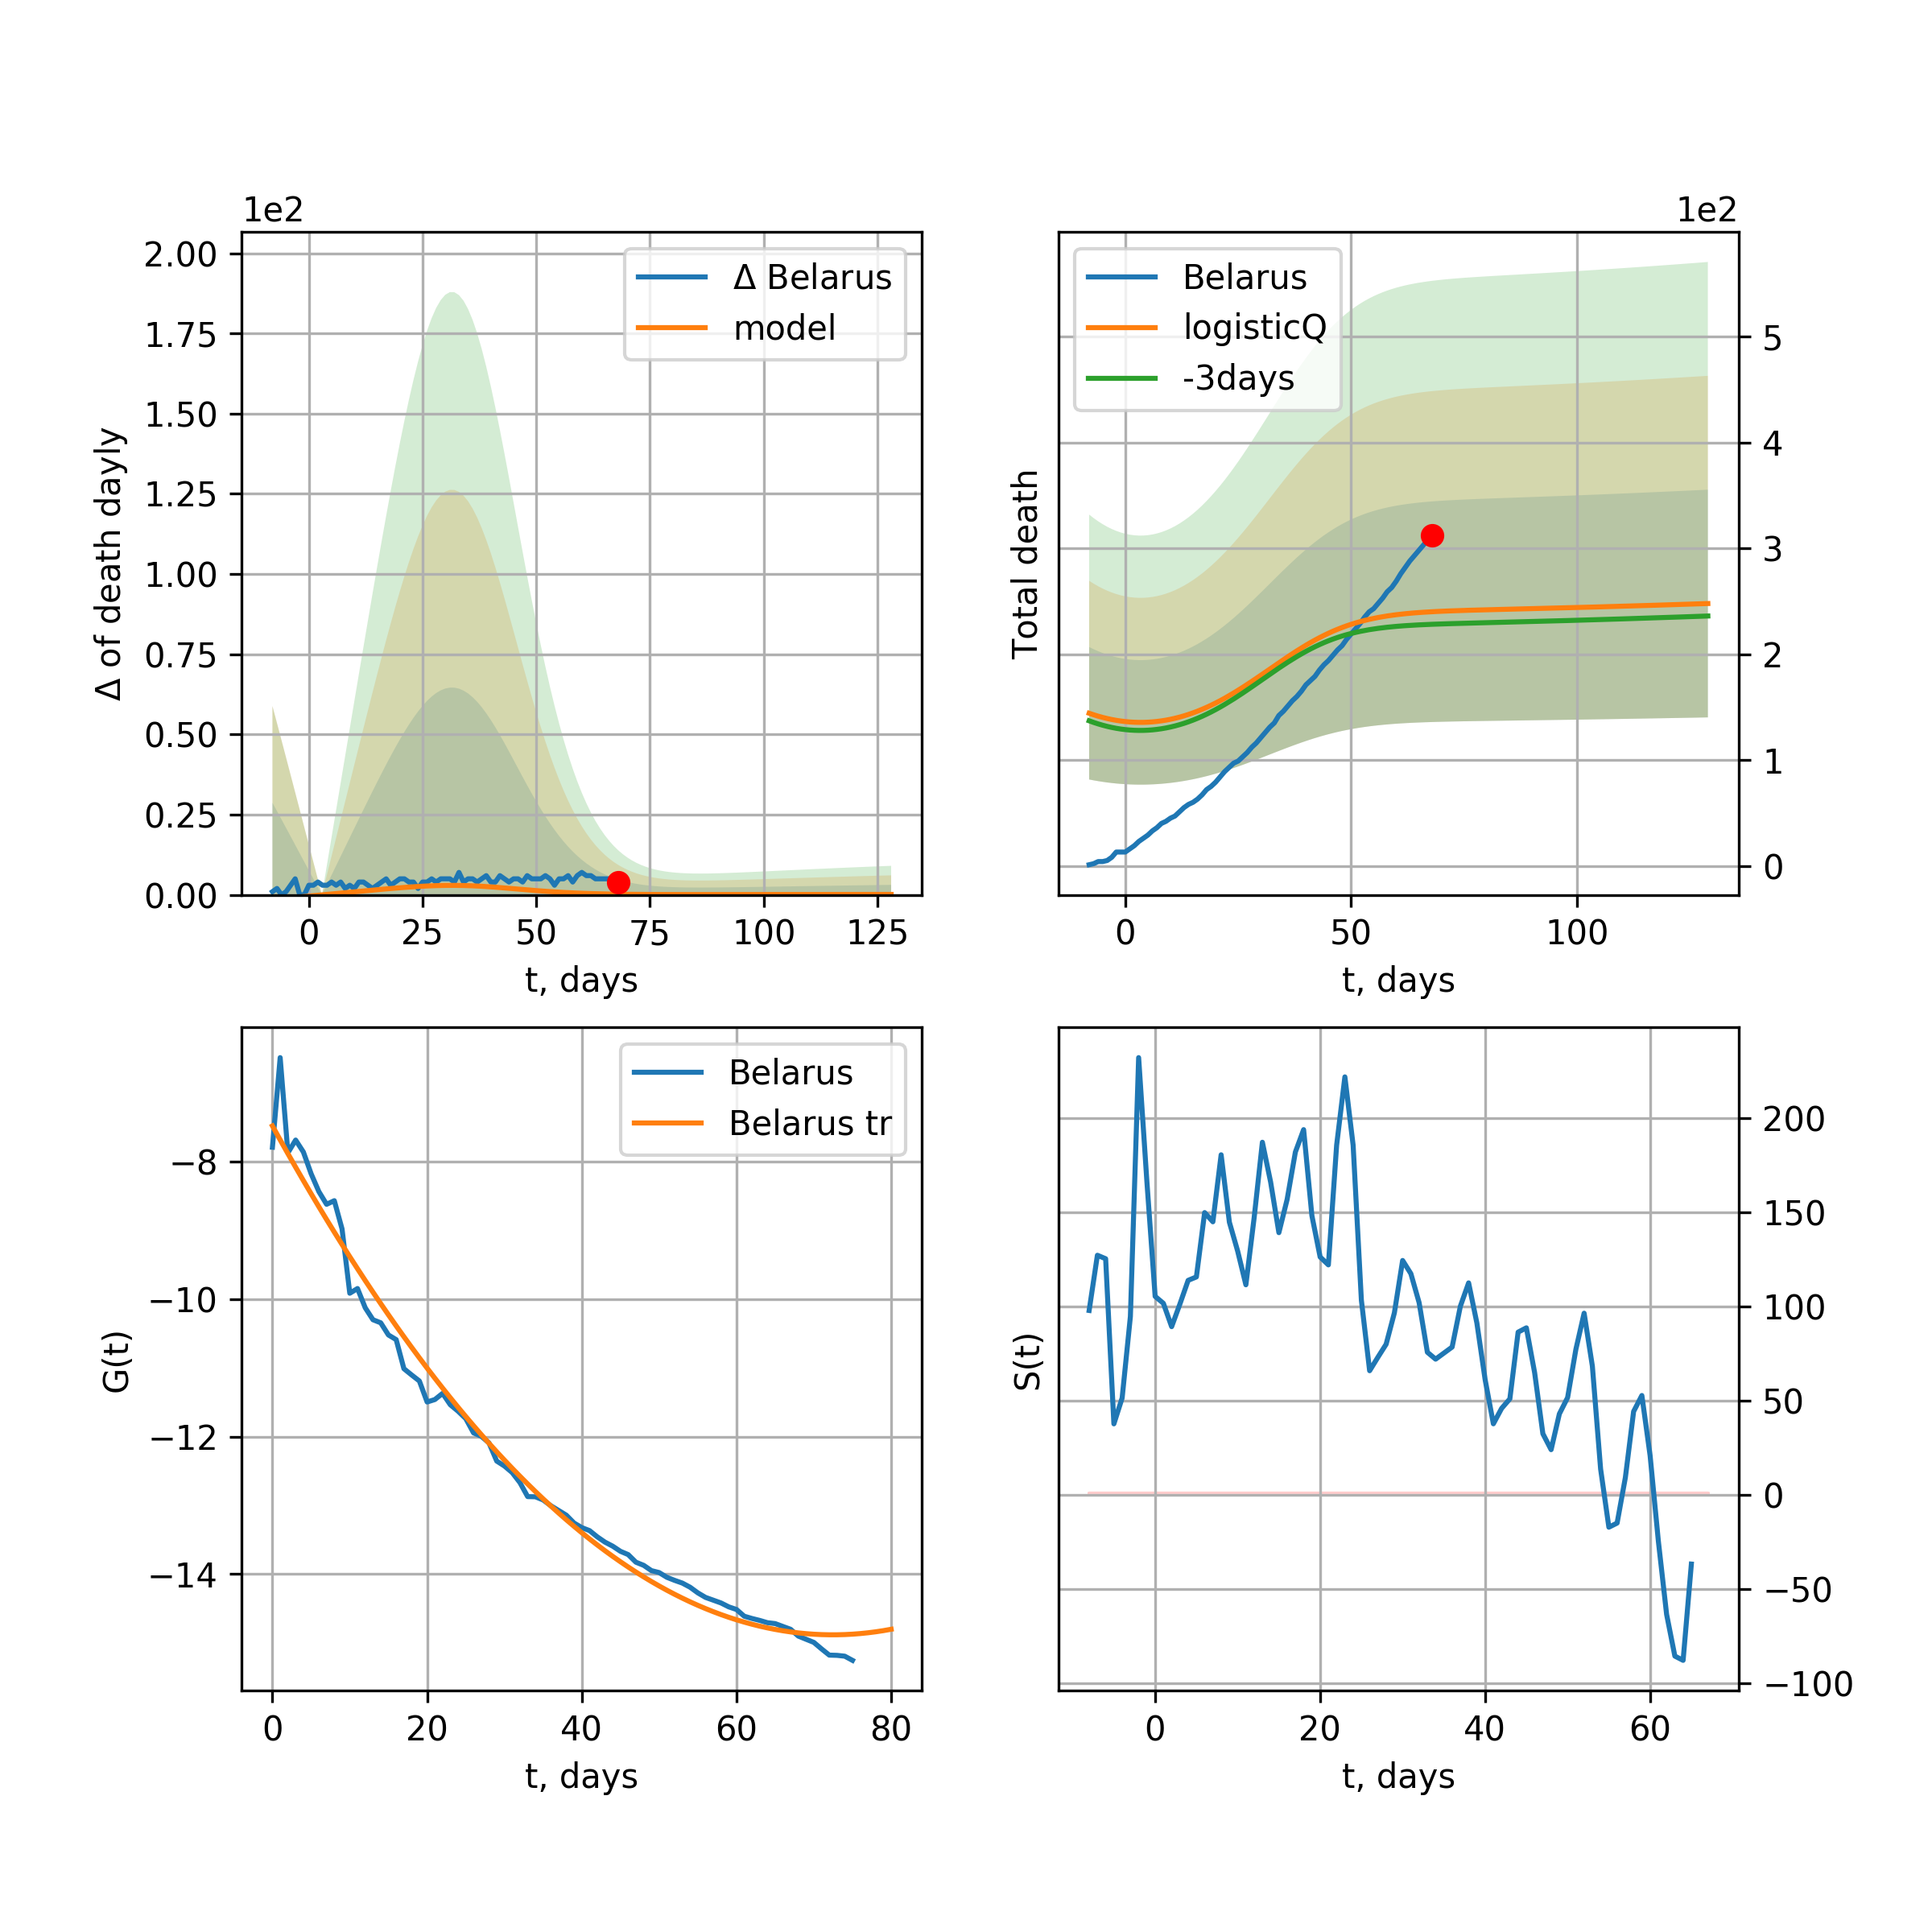 1e2
2.00
1.75
1.50
1.25
1.00
0.75
0.50
0.25
0.00
Δ of death dayly
Δ Belarus
model
0 25 50 75 100 125
t, days
1e2
Belarus
logisticQ
-3days
Total death
5
4
3
2
1
0
0 50 100
t, days
Belarus
Belarus tr
G(t)
−8
−10
−12
−14
0 20 40 60 80
t, days
S(t)
200
150
100
50
0
−50
−100
0 20 40 60
t, days